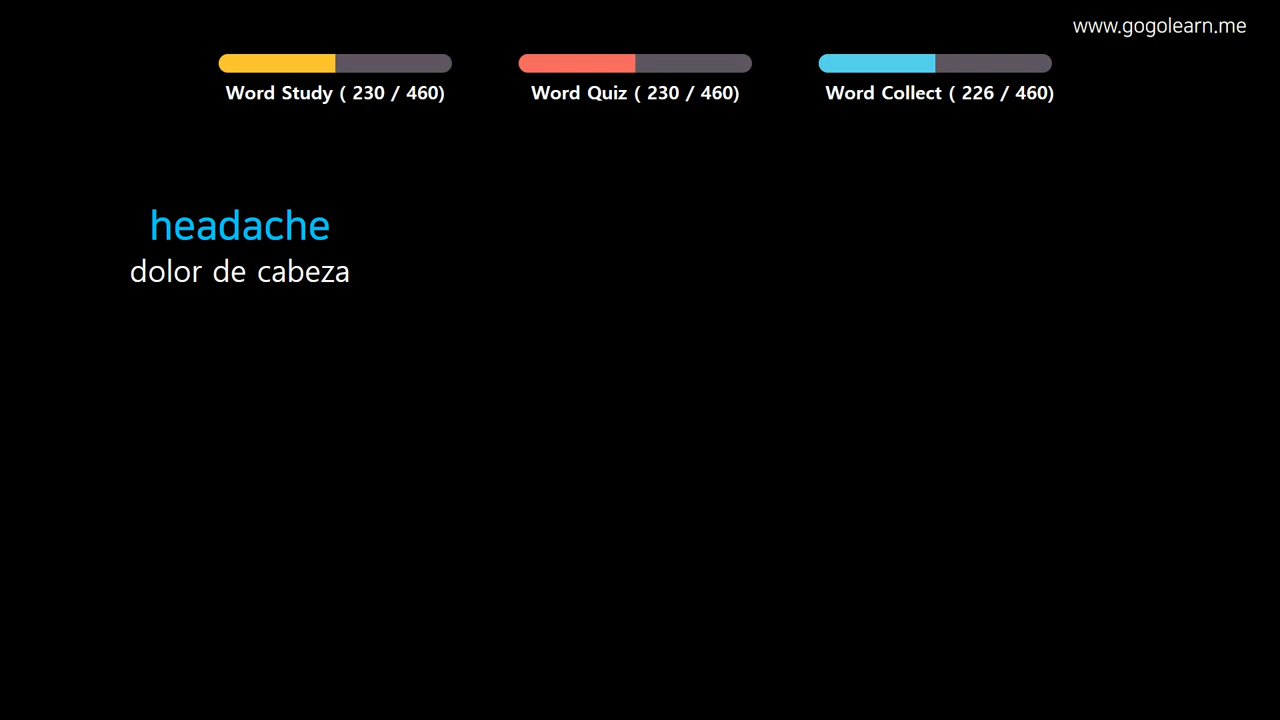 www.gogolearn.me
Word Study ( 230 / 460)
Word Quiz ( 230 / 460)
Word Collect ( 226 / 460)
headache
dolor de cabeza